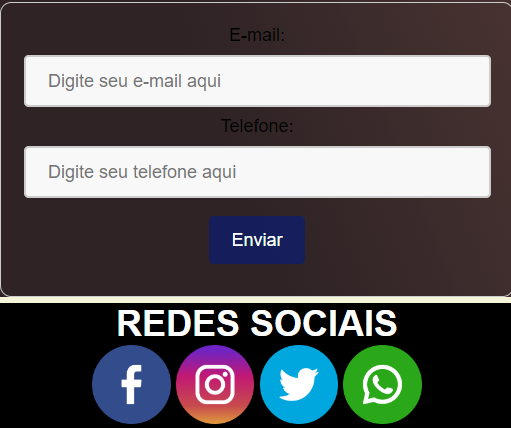 E-mail:
Digite seu e-mail aqui
Telefone:
Digite seu telefone aqui
Enviar
REDES SOCIAIS